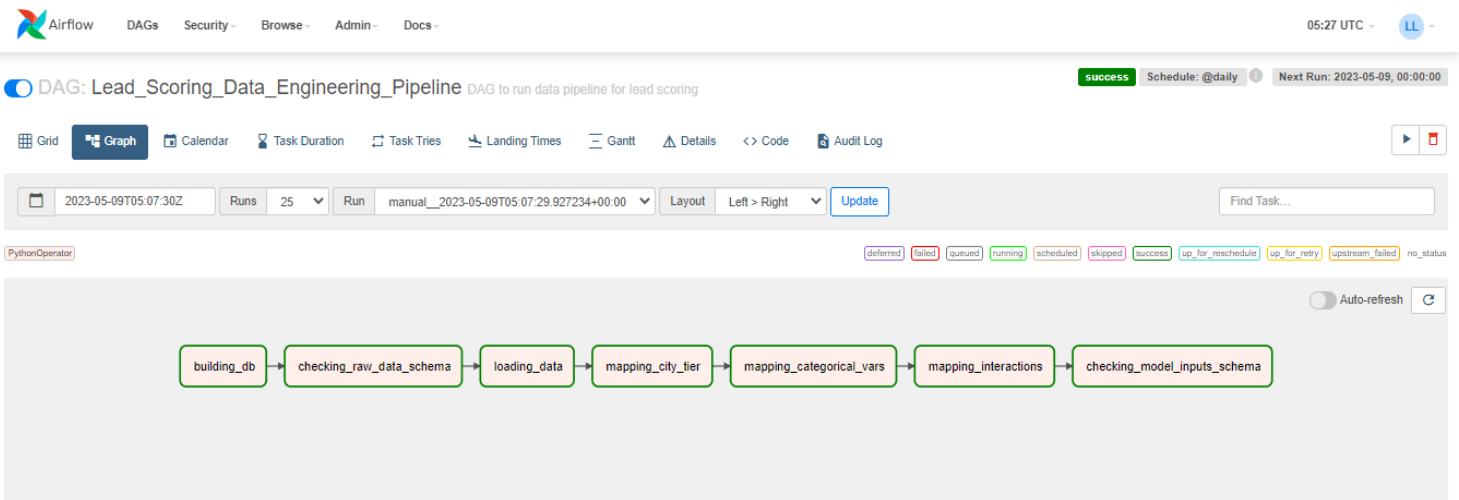 Airflow DAGs Security Browse Admin Docs 05:27 UTC LL
DAG: Lead_Scoring_Data_Engineering_Pipeline DAG to run data pipeline for lead scoring success Schedule: @daily Next Run: 2023-05-09, 00:00:00
Grid Graph Calendar Task Duration Task Tries Landing Times Gantt Details <> Code Audit Log
2023-05-09T05:07:30Z Runs 25 Run manual__2023-05-09T05:07:29.927234+00:00 Layout Left > Right Update Find Task...
PythonOperator deferred failed queued running scheduled skipped success up_for_reschedule up_for_retry upstream_failed no_status
Auto-refresh
building_db checking_raw_data_schema loading_data mapping_city_tier mapping_categorical_vars mapping_interactions checking_model_inputs_schema